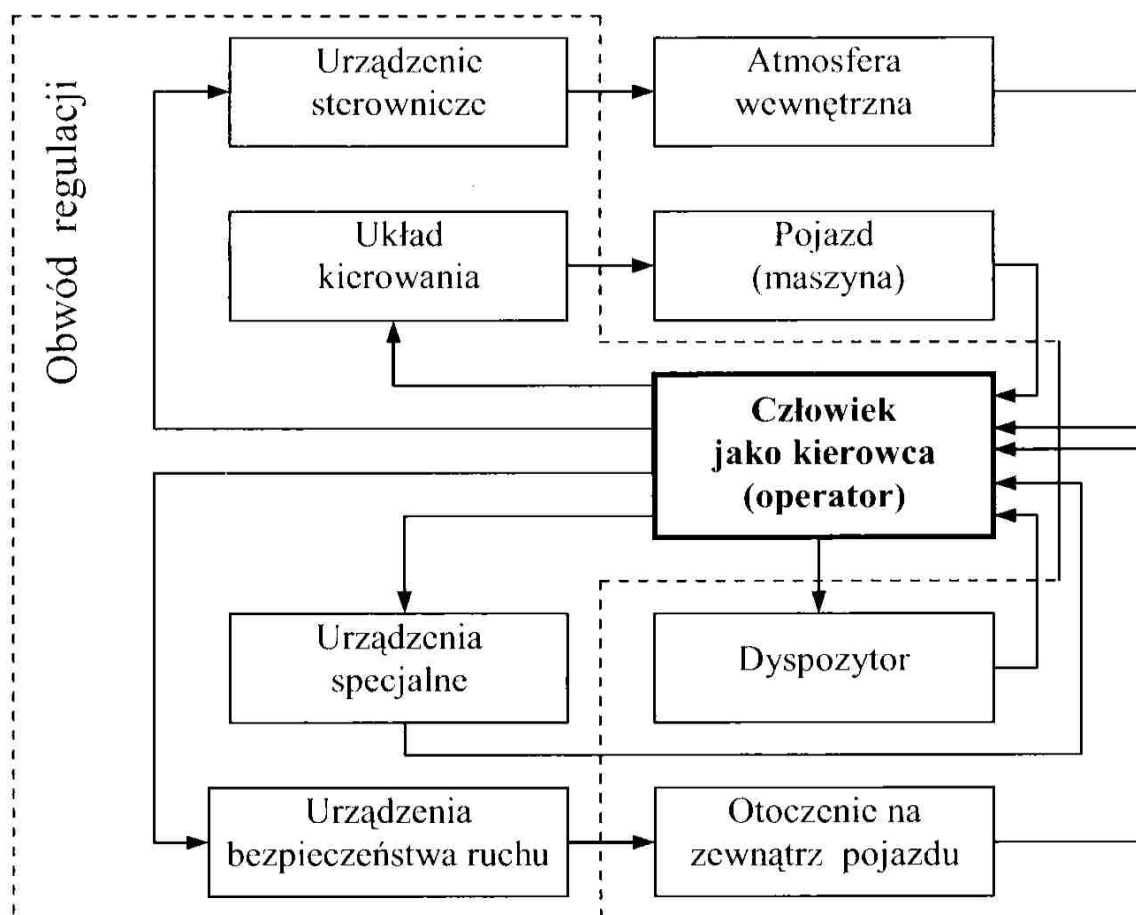 Obwód regulacji
Urządzenie
sterownicze
Atmosfera
wewnętrzna
Układ
kierowania
Pojazd
(maszyna)
Człowiek
jako kierowca
(operator)
Urządzenia
specjalne
Dyspozytor
Urządzenia
bezpieczeństwa ruchu
Otoczenie na
zewnątrz pojazdu